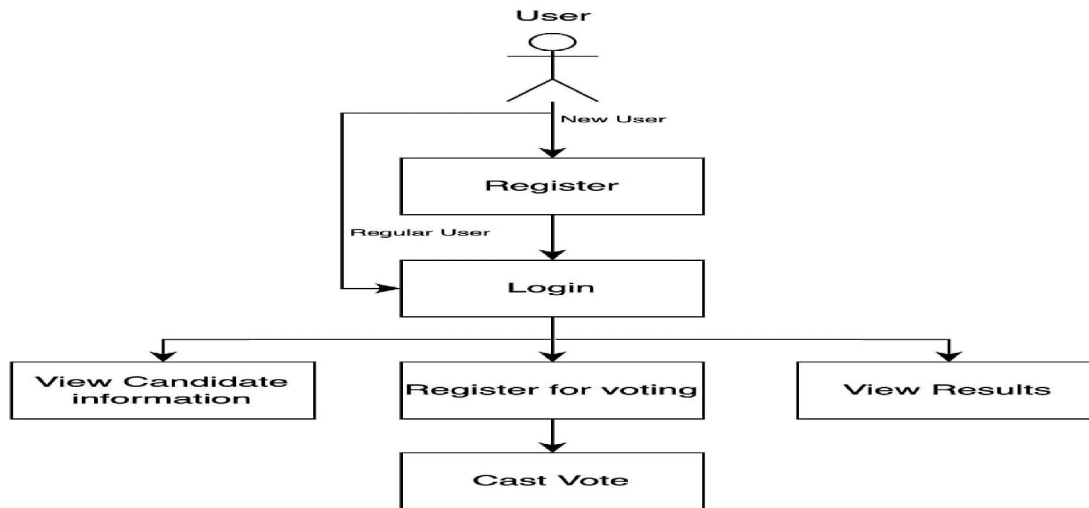 User
New User
Register
Regular User
Login
View Candidate
information
Register for voting
View Results
Cast Vote